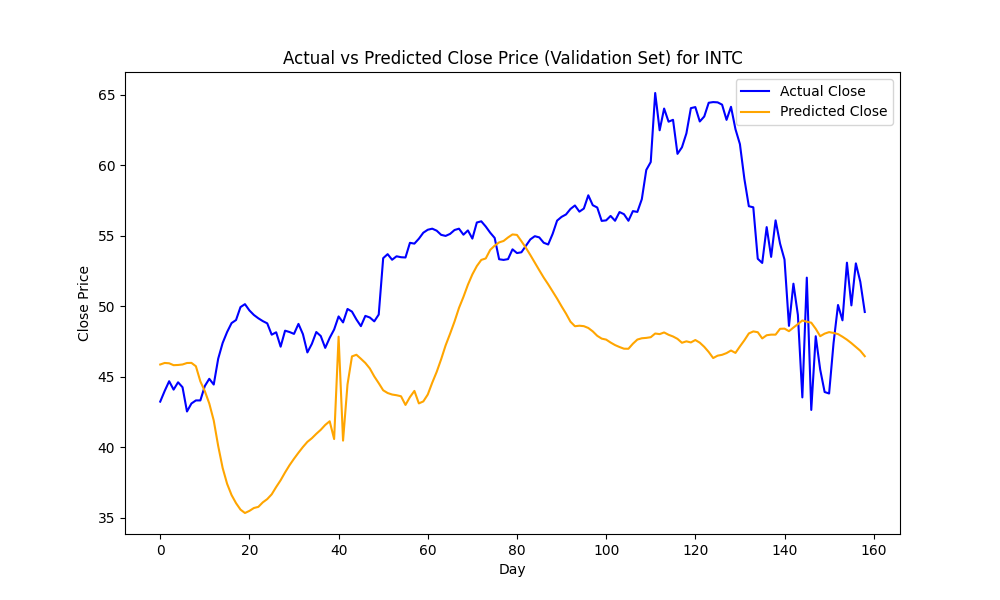 Actual vs Predicted Close Price (Validation Set) for INTC
Actual Close
Predicted Close
Close Price
65
60
55
50
45
40
35
0 20 40 60 80 100 120 140 160
Day